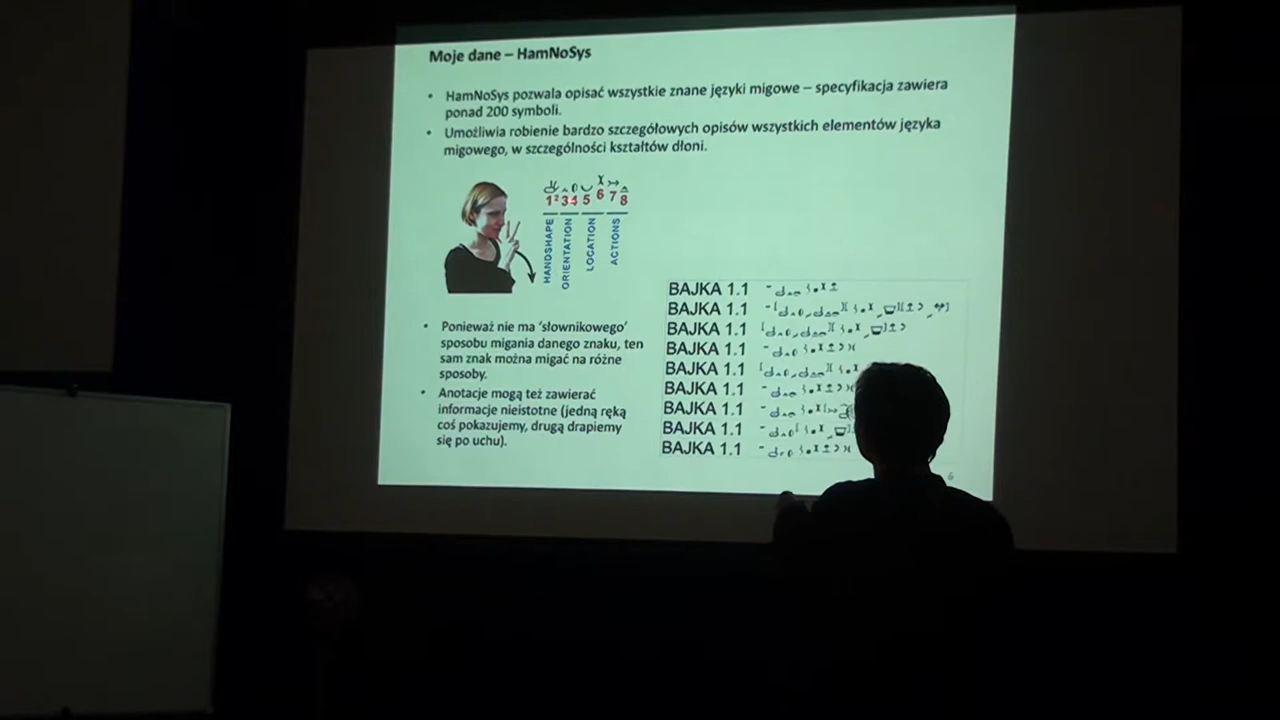 Moje dane – HamNoSys
• HamNoSys pozwala opisać wszystkie znane języki migowe – specyfikacja zawiera
ponad 200 symboli.
• Umożliwia robienie bardzo szczegółowych opisów wszystkich elementów języka
migowego, w szczególności kształtów dłoni.
1 2 3 4 5 6 7 8
HANDSHAPE
ORIENTATION
LOCATION
ACTIONS
• Ponieważ nie ma ‘słownikowego’
sposobu migania danego znaku, ten
sam znak można migać na różne
sposoby.
• Anotacje mogą też zawierać
informacje nieistotne (jedną ręką
coś pokazujemy, drugą drapiemy
się po uchu).
BAJKA 1.1
BAJKA 1.1
BAJKA 1.1
BAJKA 1.1
BAJKA 1.1
BAJKA 1.1
BAJKA 1.1
BAJKA 1.1
BAJKA 1.1
6